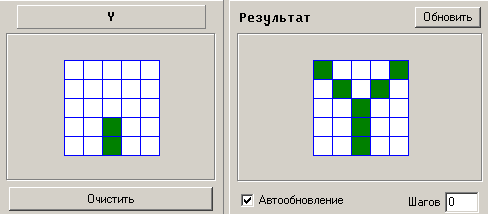 Y
Результат
Обновить
Очистить
Автообновление
Шагов 0